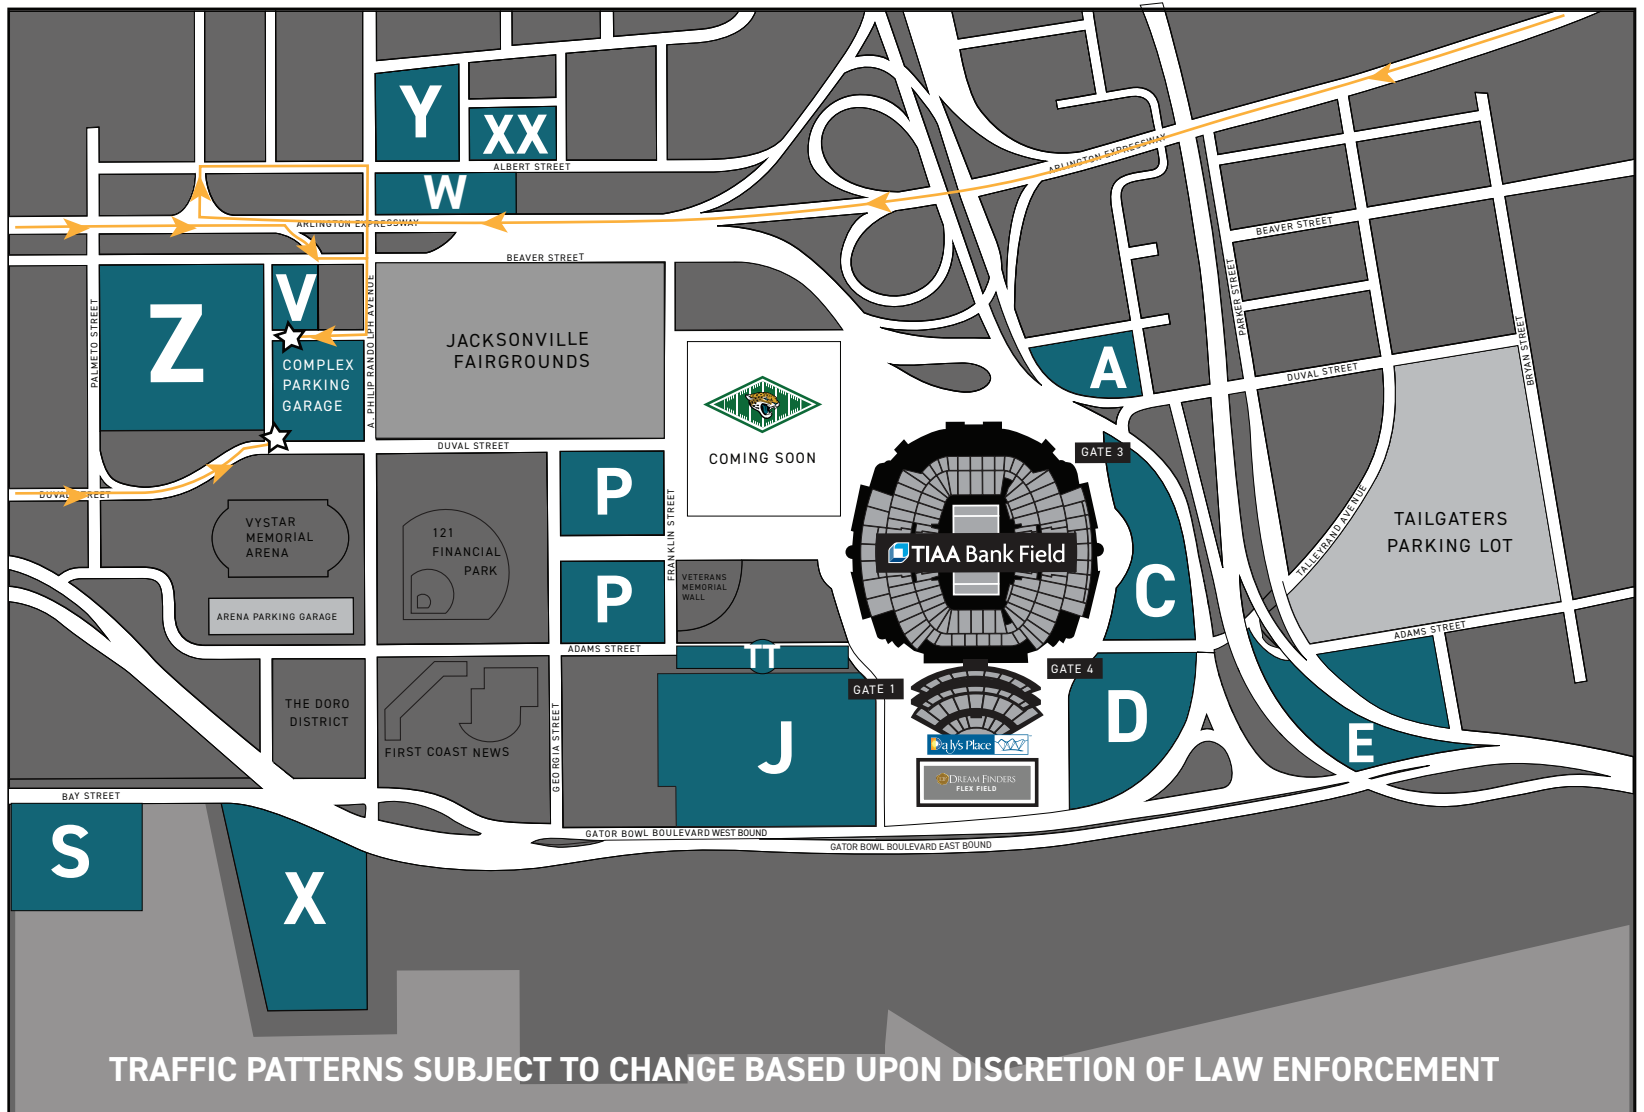 Y
XX
ALBERT STREET
W
ARLINGTON EXPRESSWAY
ARLINGTON EXPRESSWAY
BEAVER STREET
BEAVER STREET
PALMETO STREET
Z
V
COMPLEX
PARKING
GARAGE
A. PHILIP RANDOLPH AVENUE
JACKSONVILLE
FAIRGROUNDS
COMING SOON
A
PARKER STREET
DUVAL STREET
BRYAN STREET
DUVAL STREET
DUVAL STREET
GATE 3
P
FRANKLIN STREET
TALLEYRAND AVENUE
TAILGATERS
PARKING LOT
VYSTAR
MEMORIAL
ARENA
121
FINANCIAL
PARK
TIAA Bank Field
P
VETERANS
MEMORIAL
WALL
C
ARENA PARKING GARAGE
ADAMS STREET
ADAMS STREET
TT
GATE 1
GATE 4
THE DORO
DISTRICT
FIRST COAST NEWS
GEORGIA STREET
J
D
E
Daily's Place
DREAM FINDERS
FLEX FIELD
BAY STREET
GATOR BOWL BOULEVARD WEST BOUND
GATOR BOWL BOULEVARD EAST BOUND
S
X
TRAFFIC PATTERNS SUBJECT TO CHANGE BASED UPON DISCRETION OF LAW ENFORCEMENT